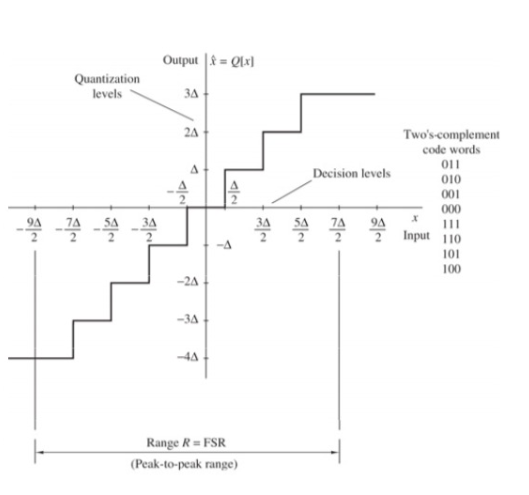 Output x̂ = Q[x]
Quantization
levels
3Δ
2Δ
Two's-complement
code words
011
Δ
Decision levels
010
−Δ/2 Δ/2
001
000
−9Δ/2 −7Δ/2 −5Δ/2 −3Δ/2 3Δ/2 5Δ/2 7Δ/2 9Δ/2 x
111
Input
110
−Δ
101
100
−2Δ
−3Δ
−4Δ
Range R = FSR
(Peak-to-peak range)